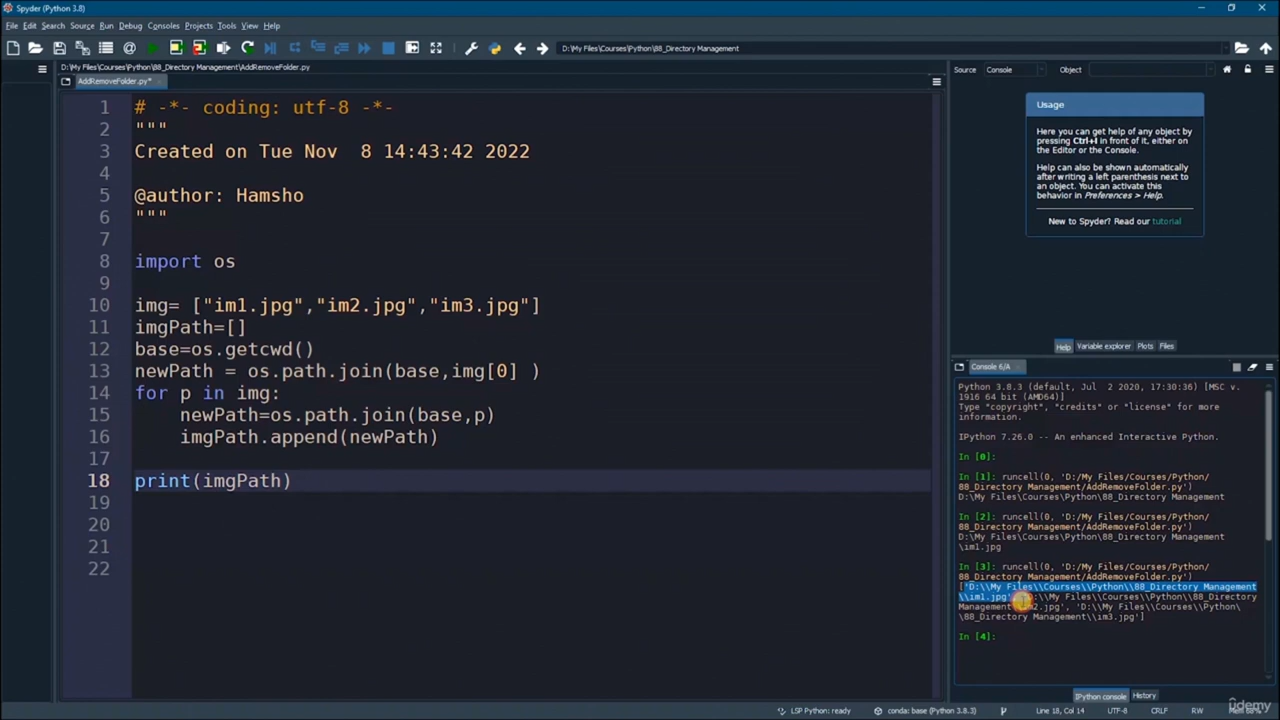 Spyder (Python 3.8)
File Edit Search Source Run Debug Consoles Projects Tools View Help
D:\My Files\Courses\Python\88_Directory Management
D:\My Files\Courses\Python\88_Directory Management\AddRemoveFolder.py
AddRemoveFolder.py*
1 # -*- coding: utf-8 -*-
2 """
3 Created on Tue Nov  8 14:43:42 2022
4
5 @author: Hamsho
6 """
7
8 import os
9
10 img= ["im1.jpg","im2.jpg","im3.jpg"]
11 imgPath=[]
12 base=os.getcwd()
13 newPath = os.path.join(base,img[0] )
14 for p in img:
15     newPath=os.path.join(base,p)
16     imgPath.append(newPath)
17
18 print(imgPath)
19
20
21
22
Source Console Object
Usage
Here you can get help of any object by
pressing Ctrl+I in front of it, either on
the Editor or the Console.
Help can also be shown automatically
after writing a left parenthesis next to
an object. You can activate this
behavior in Preferences > Help.
New to Spyder? Read our tutorial
Help Variable explorer Plots Files
Console 6/A
Python 3.8.3 (default, Jul  2 2020, 17:30:36) [MSC v.
1916 64 bit (AMD64)]
Type "copyright", "credits" or "license" for more
information.
IPython 7.26.0 -- An enhanced Interactive Python.
In [0]:
In [1]: runcell(0, 'D:/My Files/Courses/Python/
88_Directory Management/AddRemoveFolder.py')
D:\My Files\Courses\Python\88_Directory Management
In [2]: runcell(0, 'D:/My Files/Courses/Python/
88_Directory Management/AddRemoveFolder.py')
D:\My Files\Courses\Python\88_Directory Management
\im1.jpg
In [3]: runcell(0, 'D:/My Files/Courses/Python/
88_Directory Management/AddRemoveFolder.py')
['D:\\My Files\\Courses\\Python\\88_Directory Management
\\im1.jpg' :\\My Files\\Courses\\Python\\88_Directory
Management im2.jpg', 'D:\\My Files\\Courses\\Python\
\88_Directory Management\\im3.jpg']
In [4]:
IPython console History
LSP Python: ready conda: base (Python 3.8.3) Line 18, Col 14 UTF-8 CRLF RW
udemy